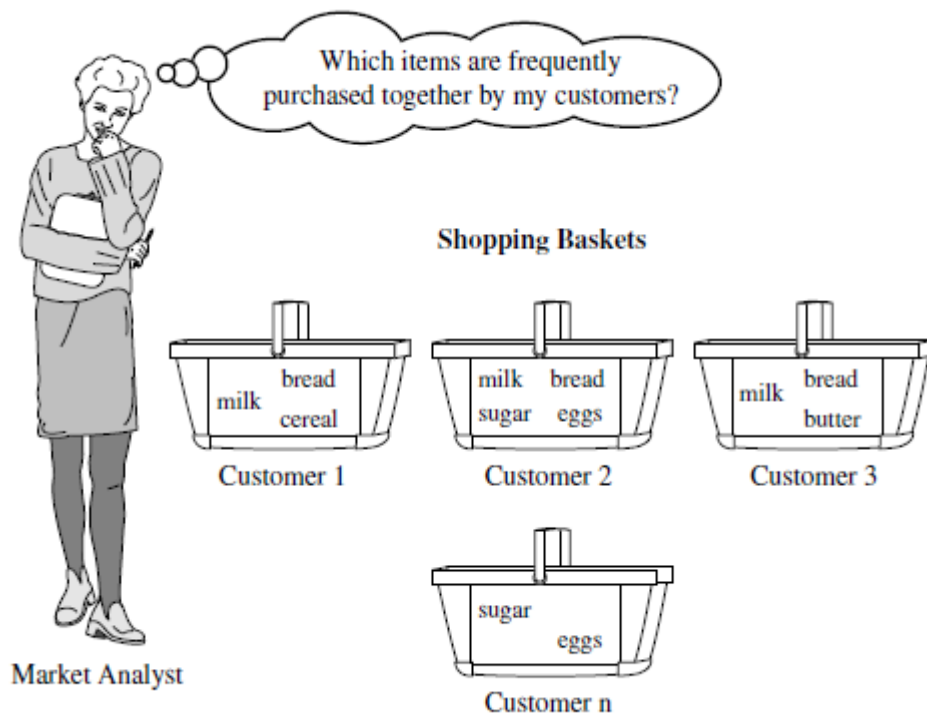 Which items are frequently
purchased together by my customers?
Shopping Baskets
milk
bread
cereal
Customer 1
milk bread
sugar eggs
Customer 2
milk
bread
butter
Customer 3
sugar
eggs
Customer n
Market Analyst